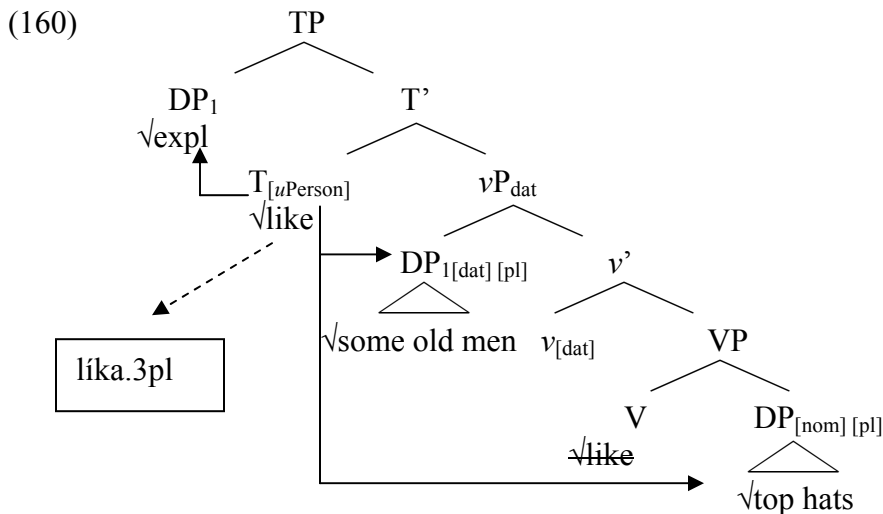 (160) TP
DP₁ T’
√expl
T[uPerson] vPdat
√like
DP₁[dat] [pl] v’
√some old men v[dat] VP
líka.3pl
V DP[nom] [pl]
√like
√top hats